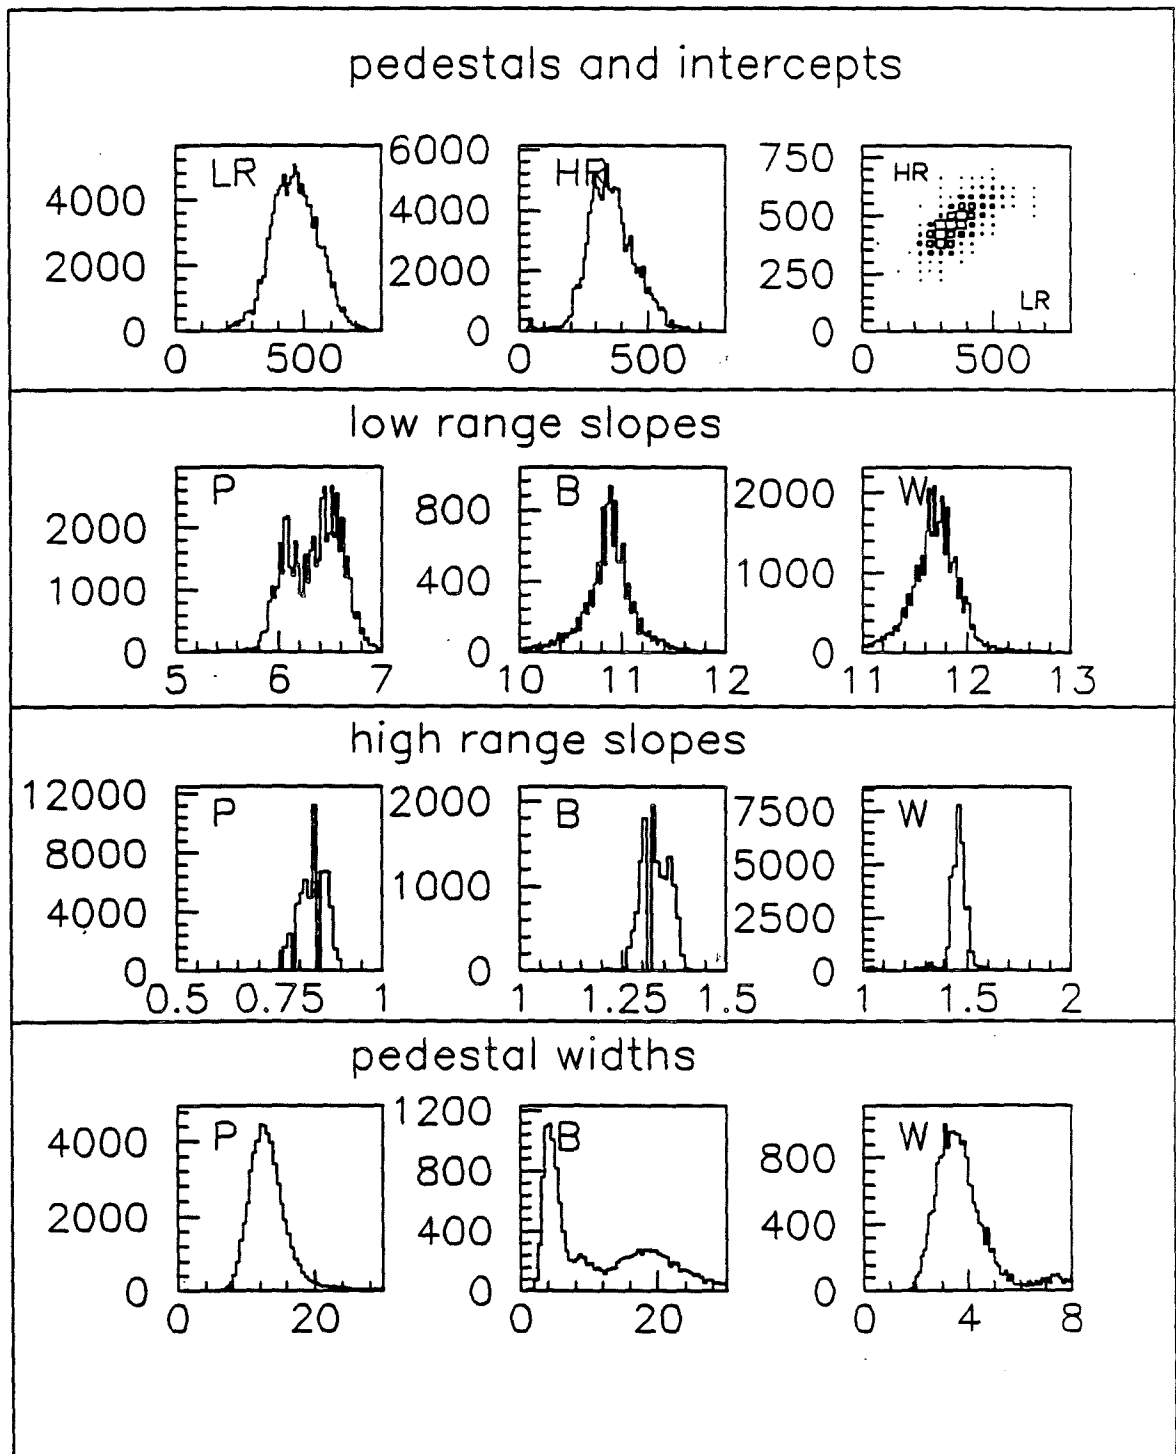 pedestals and intercepts
LR
4000
2000
0
0 500
HR
6000
4000
2000
0
0 500
HR
750
500
250
0
LR
0 500
low range slopes
P
2000
1000
0
5 6 7
B
800
400
0
10 11 12
W
2000
1000
0
11 12 13
high range slopes
P
12000
8000
4000
0
0.5 0.75 1
B
2000
1000
0
1 1.25 1.5
W
7500
5000
2500
0
1 1.5 2
pedestal widths
P
4000
2000
0
0 20
B
1200
800
400
0
0 20
W
800
400
0
0 4 8